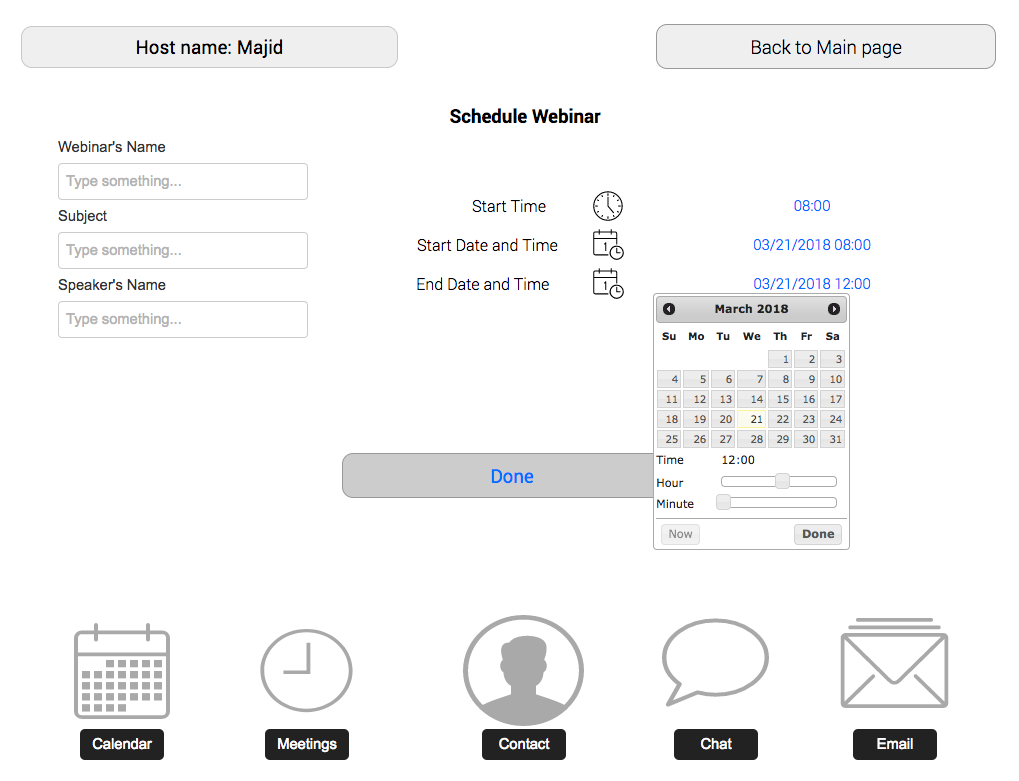 Host name: Majid
Back to Main page
Schedule Webinar
Webinar's Name
Type something...
Subject
Type something...
Speaker's Name
Type something...
Start Time 08:00
Start Date and Time 1 03/21/2018 08:00
End Date and Time 1 03/21/2018 12:00
March 2018
Su Mo Tu We Th Fr Sa
1 2 3
4 5 6 7 8 9 10
11 12 13 14 15 16 17
18 19 20 21 22 23 24
25 26 27 28 29 30 31
Time 12:00
Hour
Minute
Now Done
Done
Calendar Meetings Contact Chat Email